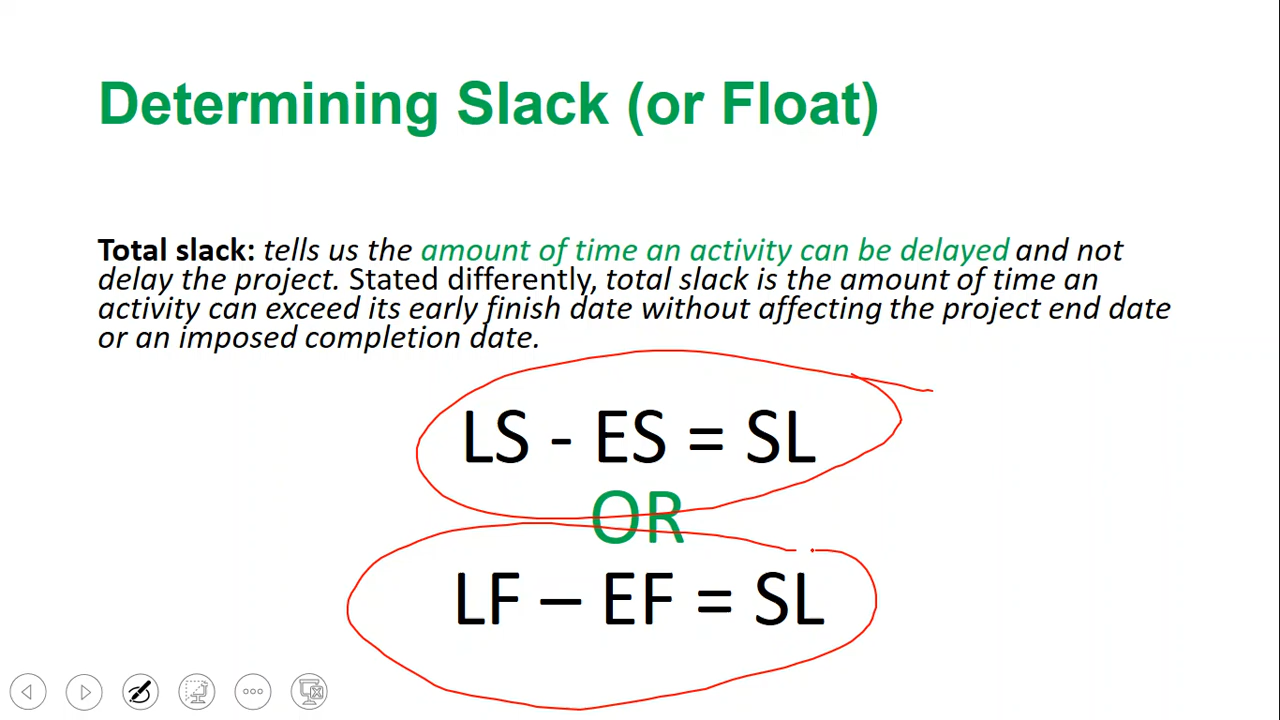 Determining Slack (or Float)
Total slack: tells us the amount of time an activity can be delayed and not
delay the project. Stated differently, total slack is the amount of time an
activity can exceed its early finish date without affecting the project end date
or an imposed completion date.
LS - ES = SL
OR
LF – EF = SL